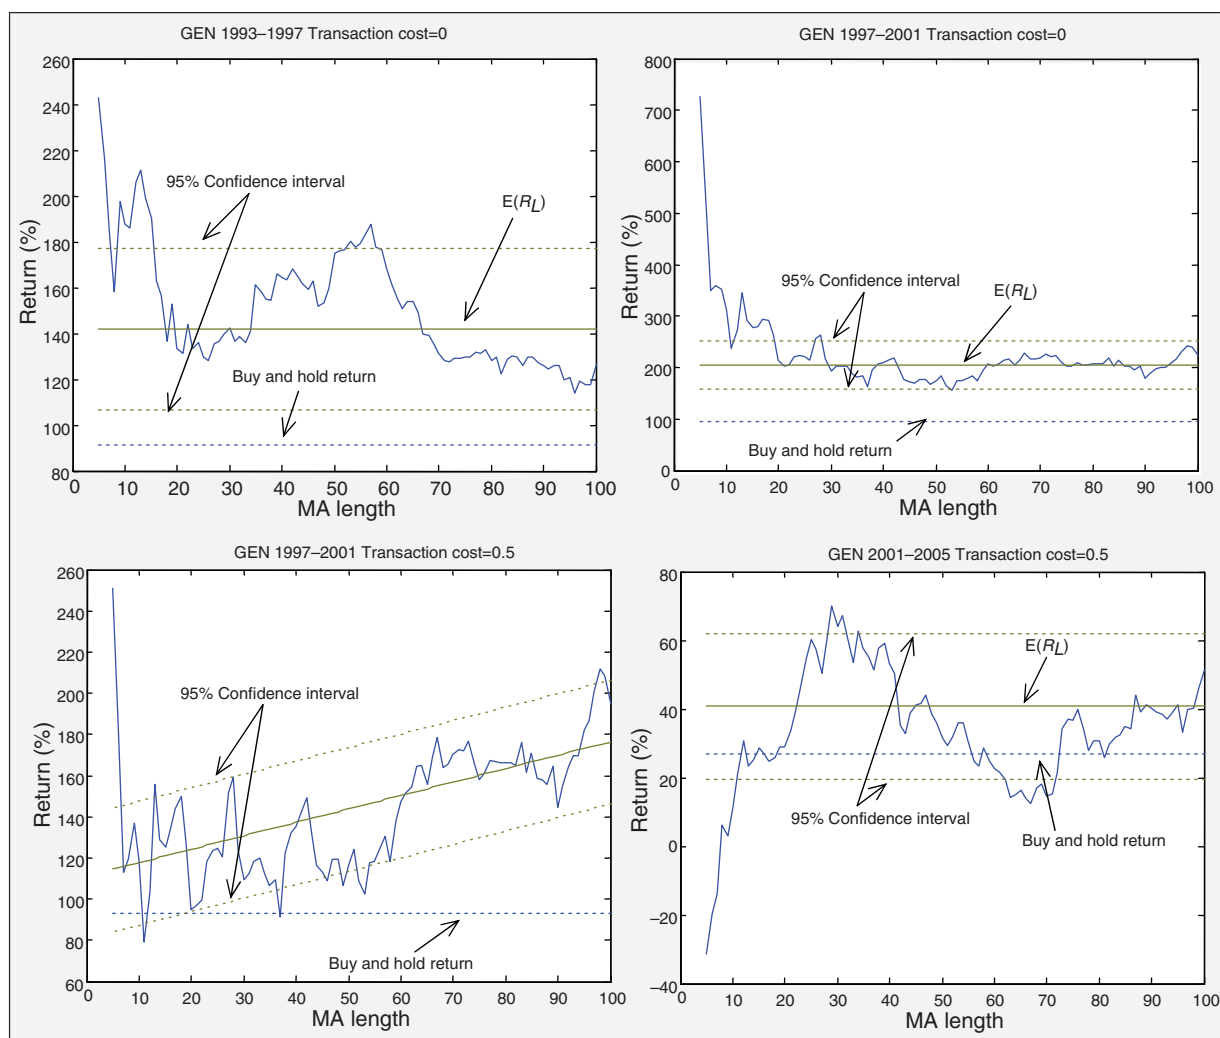 GEN 1993–1997 Transaction cost=0
260
240
220
200
180
160
140
120
100
80
Return (%)
95% Confidence interval
E(RL)
Buy and hold return
0 10 20 30 40 50 60 70 80 90 100
MA length
GEN 1997–2001 Transaction cost=0
800
700
600
500
400
300
200
100
0
Return (%)
95% Confidence interval
E(RL)
Buy and hold return
0 10 20 30 40 50 60 70 80 90 100
MA length
GEN 1997–2001 Transaction cost=0.5
260
240
220
200
180
160
140
120
100
80
60
Return (%)
95% Confidence interval
Buy and hold return
0 10 20 30 40 50 60 70 80 90 100
MA length
GEN 2001–2005 Transaction cost=0.5
80
60
40
20
0
−20
−40
Return (%)
E(RL)
95% Confidence interval
Buy and hold return
0 10 20 30 40 50 60 70 80 90 100
MA length